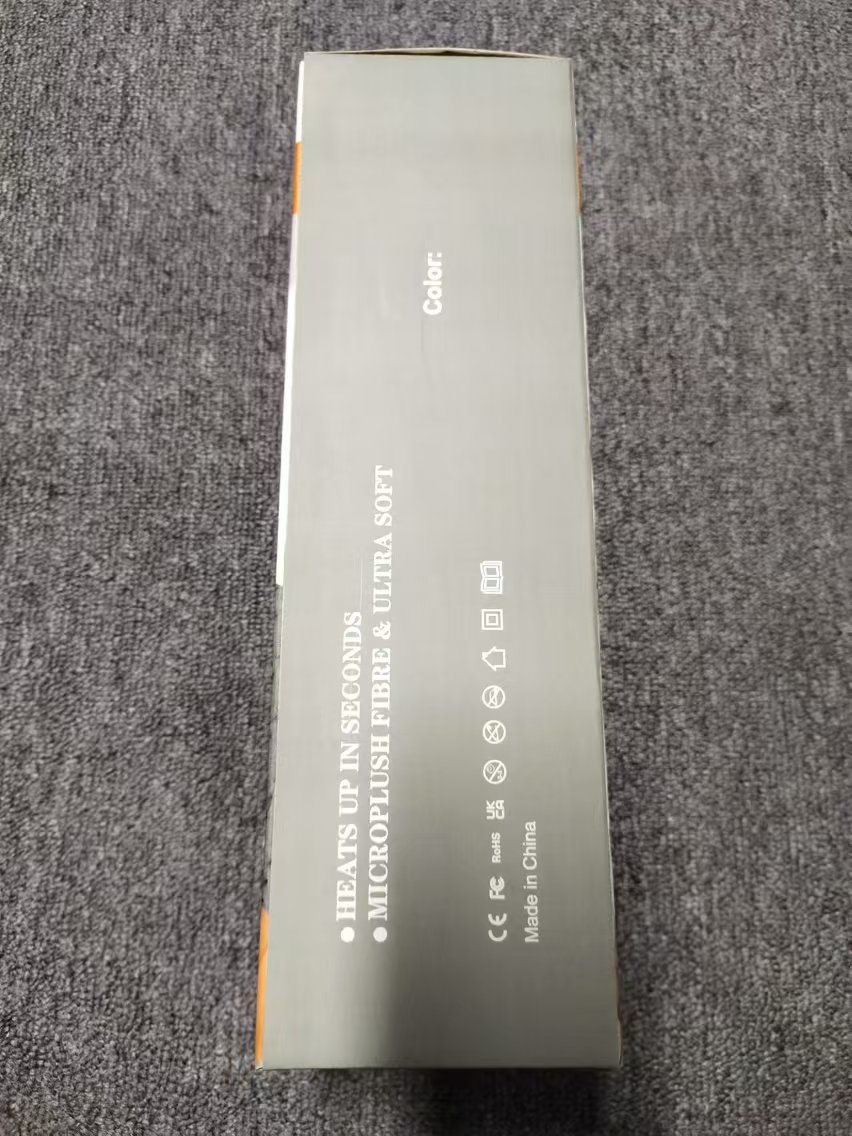 Color:
● HEATS UP IN SECONDS
● MICROPLUSH FIBRE & ULTRA SOFT
CE FC RoHS UK CA
Made in China